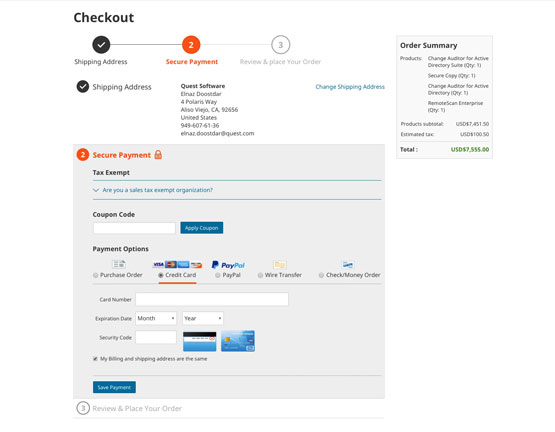 Checkout
2
3
Shipping Address
Secure Payment
Review & place Your Order
Shipping Address
Quest Software
Elnaz Doostdar
4 Polaris Way
Aliso Viejo, CA, 92656
United States
949-607-61-36
elnaz.doostdar@quest.com
Change Shipping Address
2 Secure Payment
Tax Exempt
Are you a sales tax exempt organization?
Coupon Code
Apply Coupon
Payment Options
VISA PayPal
Purchase Order Credit Card PayPal Wire Transfer Check/Money Order
Card Number
Expiration Date Month Year
Security Code
My Billing and shipping address are the same
Save Payment
3 Review & Place Your Order
Order Summary
Products: Change Auditor for Active
Directory Suite (Qty: 1)
Secure Copy (Qty: 1)
Change Auditor for Active
Directory (Qty: 1)
RemoteScan Enterprise
(Qty: 1)
Products subtotal: USD$7,451.50
Estimated tax: USD$100.50
Total : USD$7,555.00